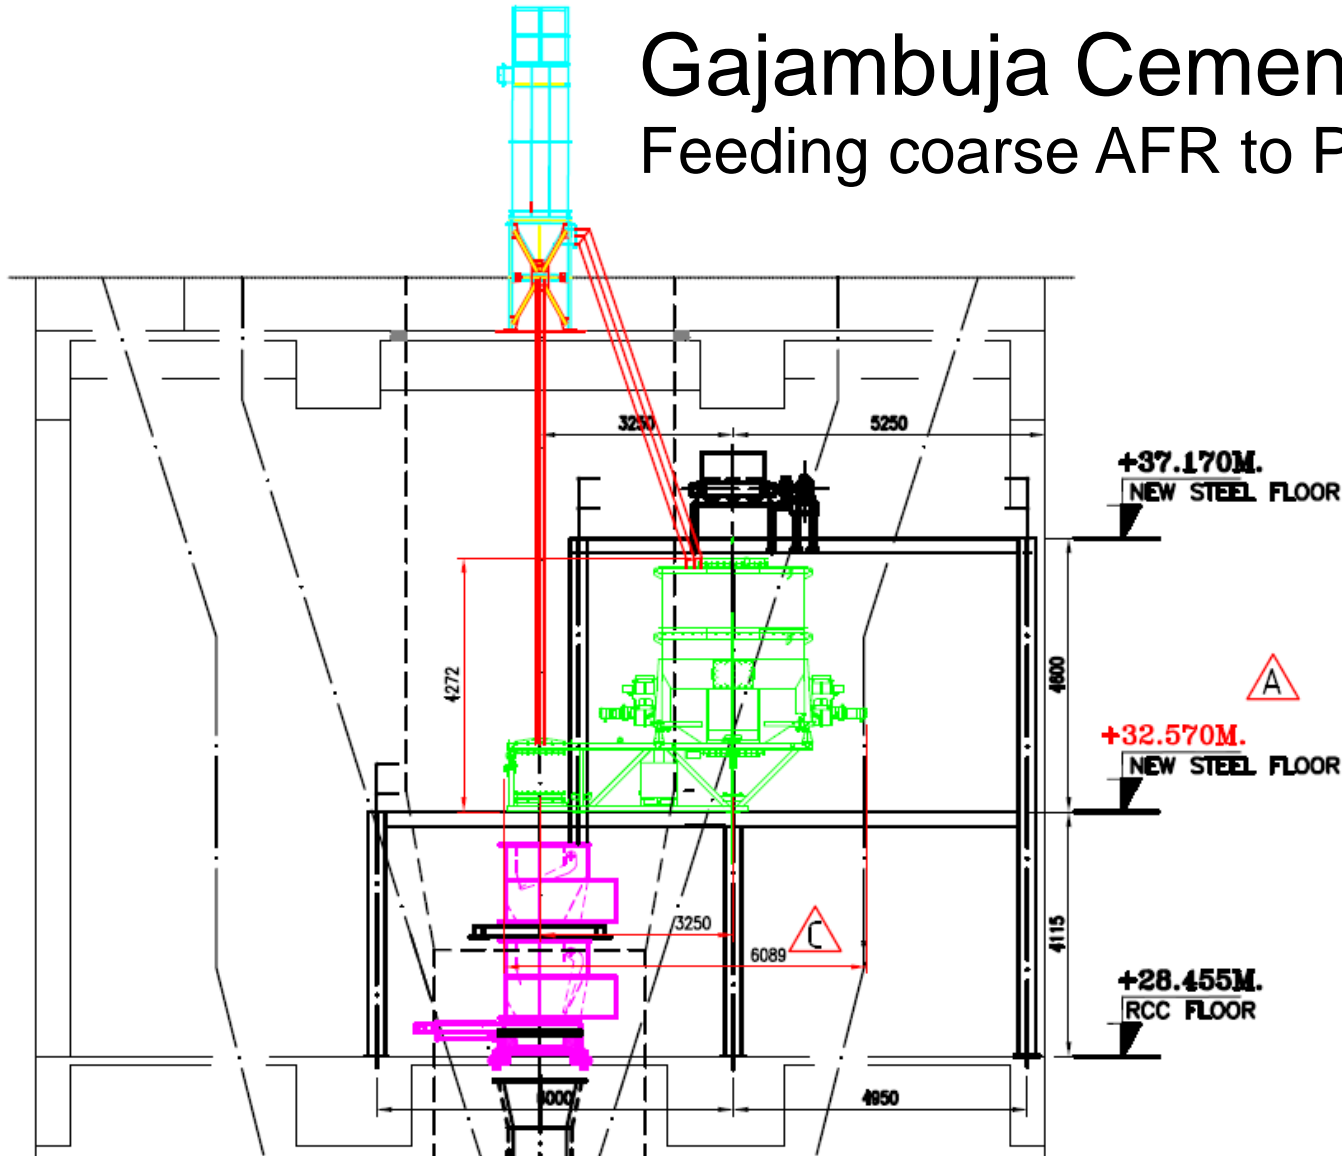 Gajambuja Cemen
Feeding coarse AFR to P
3250
5250
+37.170M.
NEW STEEL FLOOR
4272
4600
A
+32.570M.
NEW STEEL FLOOR
3250
C
6089
4115
+28.455M.
RCC FLOOR
4950